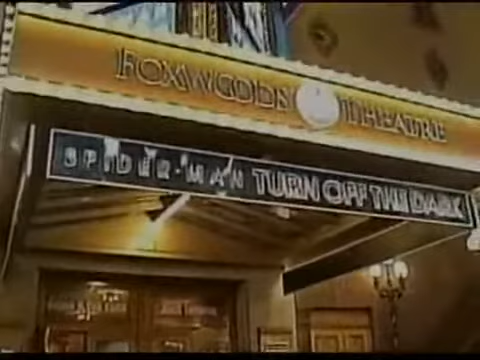 FOXWOODS THEATRE
SPIDER-MAN TURN OFF THE DARK